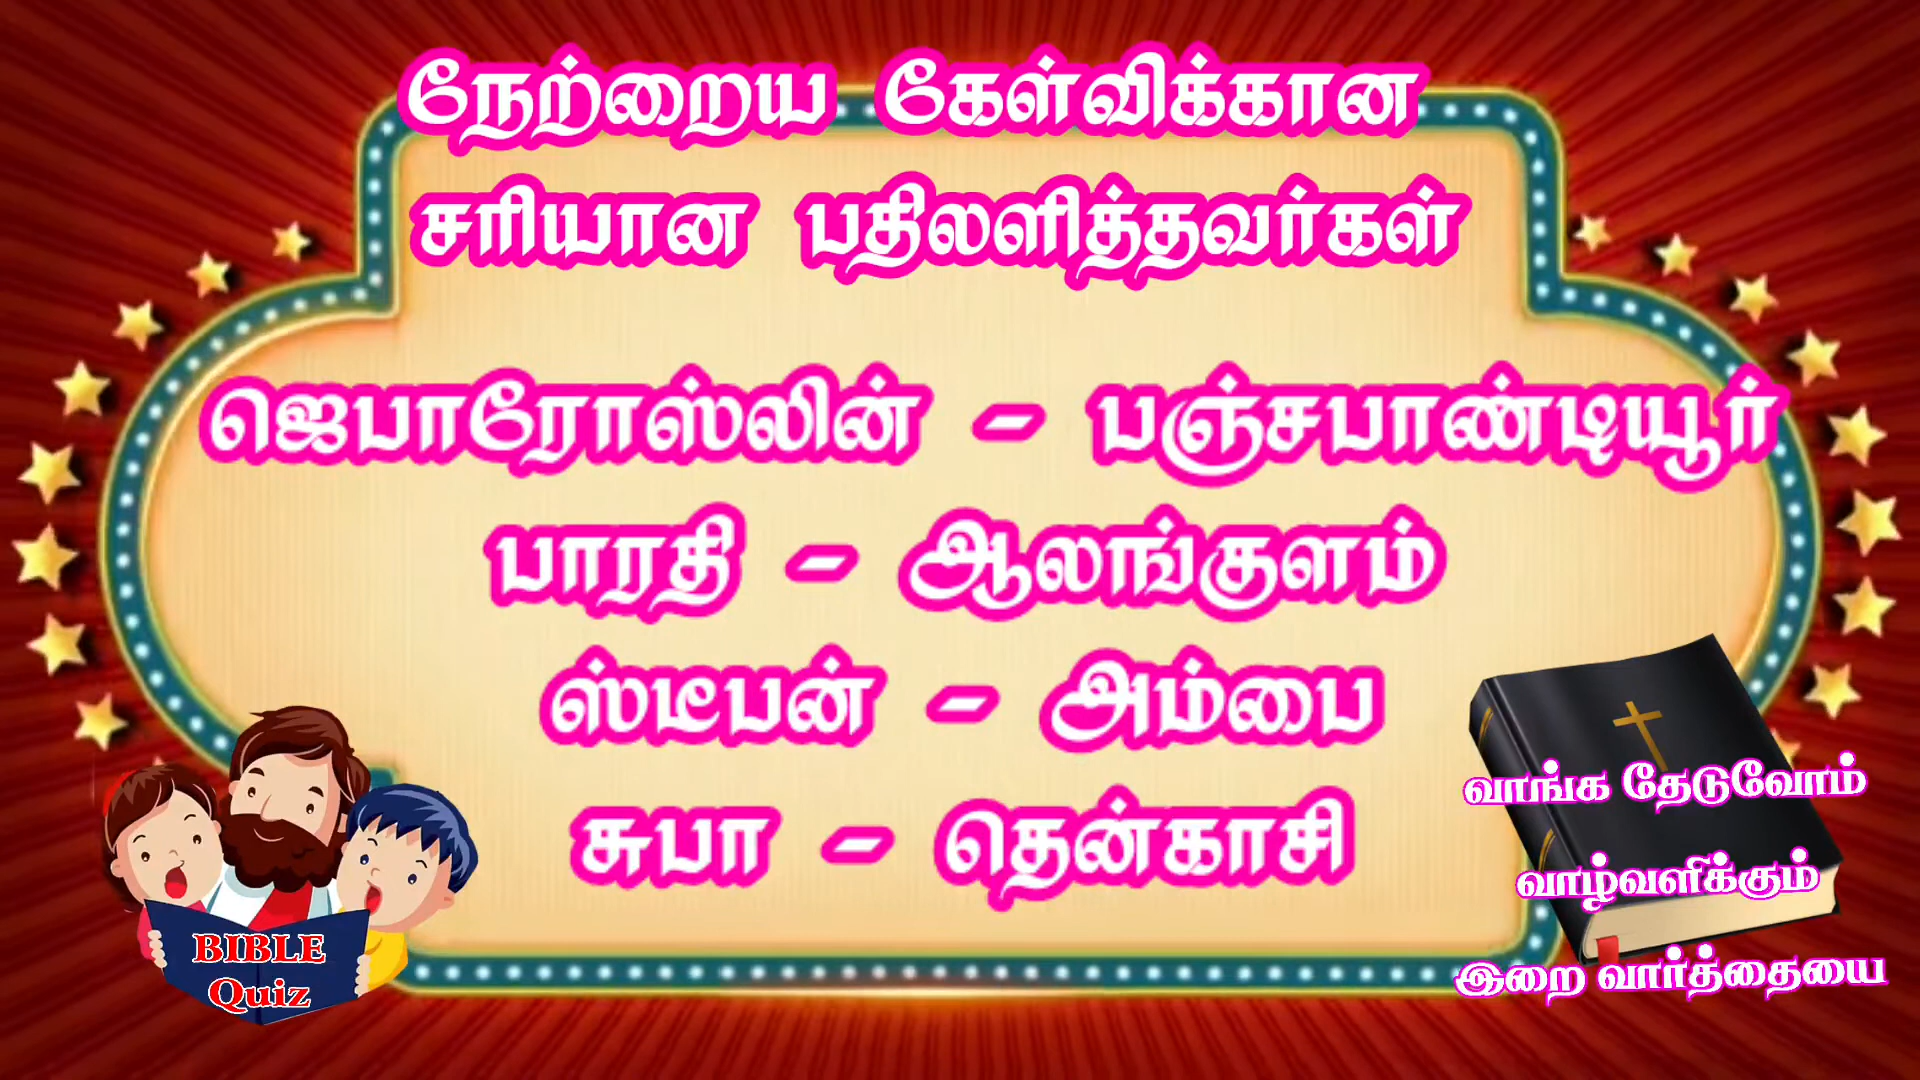 நேற்றைய கேள்விக்கான
சரியான பதிலளித்தவர்கள்
ஜெபாரோஸ்லின் - பஞ்சபாண்டியூர்
பாரதி - ஆலங்குளம்
ஸ்டீபன் - அம்பை
சுபா - தென்காசி
BIBLE
Quiz
வாங்க தேடுவோம்
வாழ்வளிக்கும்
இறை வார்த்தையை